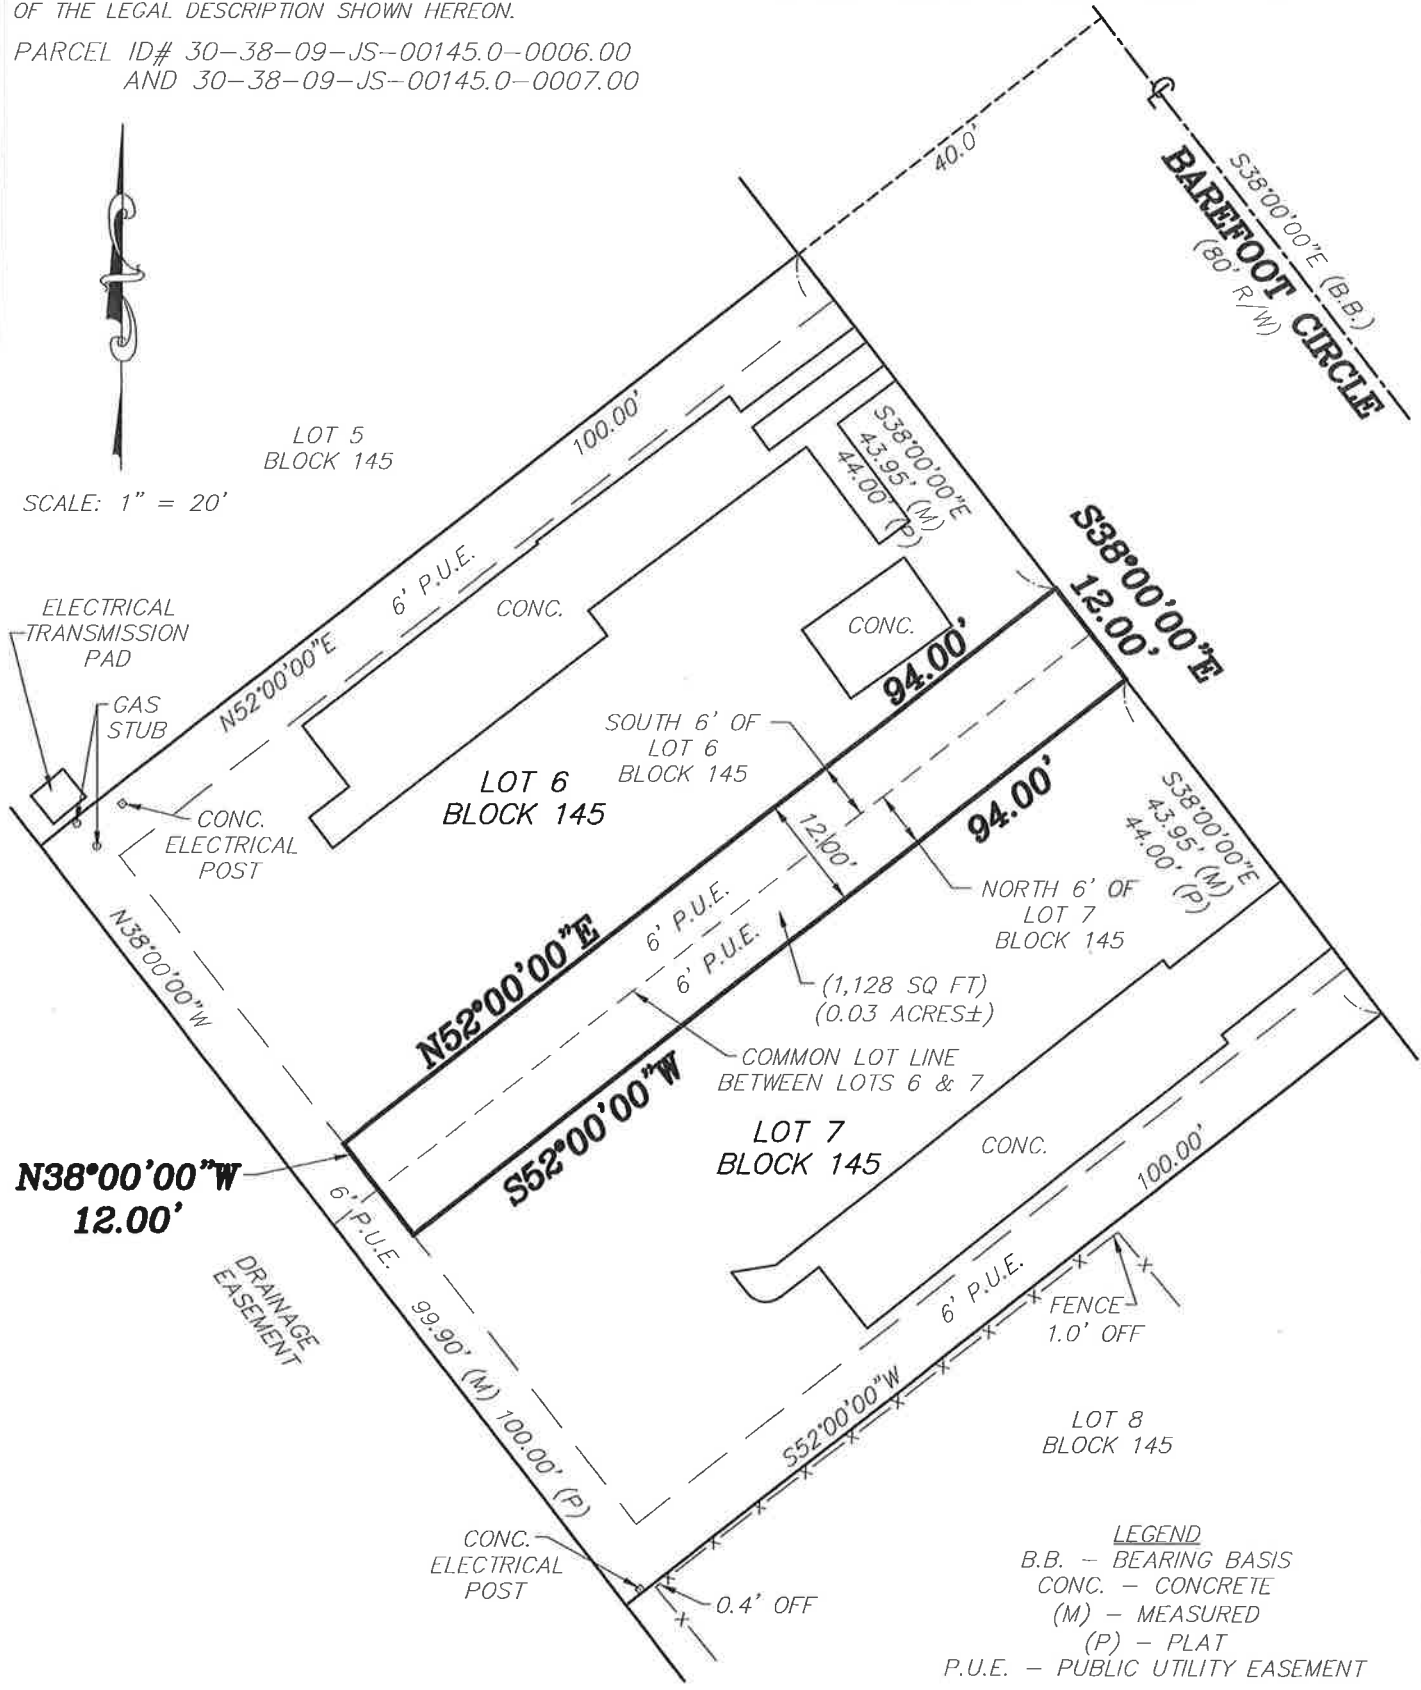 OF THE LEGAL DESCRIPTION SHOWN HEREON.
PARCEL ID# 30-38-09-JS-00145.0-0006.00
AND 30-38-09-JS-00145.0-0007.00
40.0'
S38°00'00"E (B.B.)
BAREFOOT CIRCLE
(80' R/W)
LOT 5
BLOCK 145
100.00'
SCALE: 1" = 20'
S38°00'00"E
43.95' (M)
44.00' (P)
S38°00'00"E
12.00'
6' P.U.E.
CONC.
CONC.
ELECTRICAL
TRANSMISSION
PAD
N52°00'00"E
GAS
STUB
94.00'
SOUTH 6' OF
LOT 6
BLOCK 145
LOT 6
BLOCK 145
CONC.
ELECTRICAL
POST
12.00'
94.00'
S38°00'00"E
43.95' (M)
44.00' (P)
NORTH 6' OF
LOT 7
BLOCK 145
N38°00'00"W
6' P.U.E.
6' P.U.E.
N52°00'00"E
(1,128 SQ FT)
(0.03 ACRES±)
COMMON LOT LINE
BETWEEN LOTS 6 & 7
S52°00'00"W
LOT 7
BLOCK 145
CONC.
100.00'
N38°00'00"W
12.00'
6' P.U.E.
DRAINAGE
EASEMENT
6' P.U.E.
FENCE
1.0' OFF
99.90' (M) 100.00' (P)
S52°00'00"W
LOT 8
BLOCK 145
CONC.
ELECTRICAL
POST
0.4' OFF
LEGEND
B.B. - BEARING BASIS
CONC. - CONCRETE
(M) - MEASURED
(P) - PLAT
P.U.E. - PUBLIC UTILITY EASEMENT